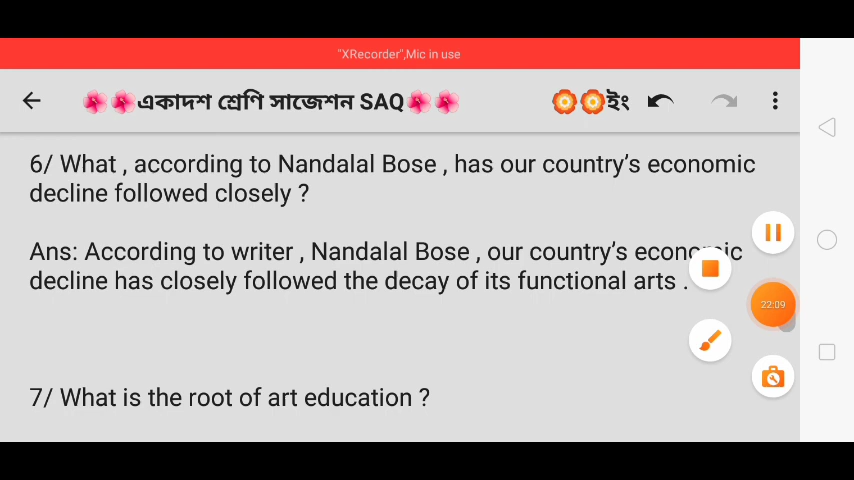 "XRecorder",Mic in use
🌺🌺একাদশ শ্রেণি সাজেশন SAQ🌺🌺 🏵️🏵️ইং
6/ What , according to Nandalal Bose , has our country’s economic
decline followed closely ?
Ans: According to writer , Nandalal Bose , our country’s economic
decline has closely followed the decay of its functional arts .
22:09
7/ What is the root of art education ?